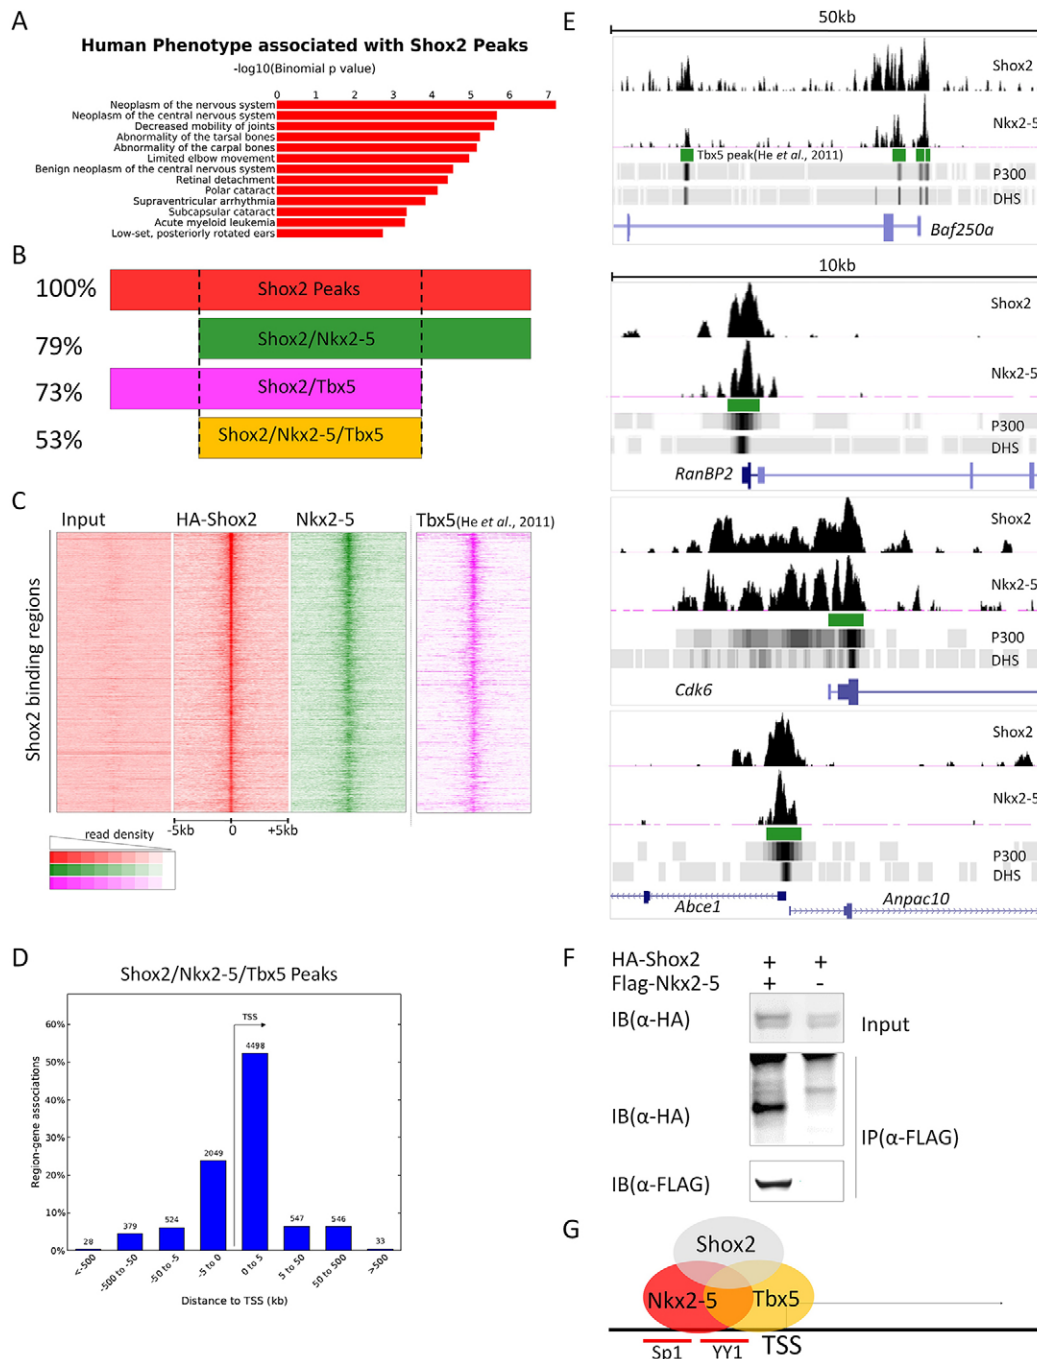 A
Human Phenotype associated with Shox2 Peaks
-log10(Binomial p value)
0 1 2 3 4 5 6 7
Neoplasm of the nervous system
Neoplasm of the central nervous system
Decreased mobility of joints
Abnormality of the tarsal bones
Abnormality of the carpal bones
Limited elbow movement
Benign neoplasm of the central nervous system
Retinal detachment
Polar cataract
Supraventricular arrhythmia
Subcapsular cataract
Acute myeloid leukemia
Low-set, posteriorly rotated ears
B
100% Shox2 Peaks
79% Shox2/Nkx2-5
73% Shox2/Tbx5
53% Shox2/Nkx2-5/Tbx5
C
Input HA-Shox2 Nkx2-5 Tbx5(He et al., 2011)
Shox2 binding regions
-5kb 0 +5kb
read density
D
Shox2/Nkx2-5/Tbx5 Peaks
Region-gene associations
60%
50%
40%
30%
20%
10%
0%
TSS
28 379 524 2049 4498 547 546 33
<-500 -500 to -50 -50 to -5 -5 to 0 0 to 5 5 to 50 50 to 500 >500
Distance to TSS (kb)
E
50kb
Shox2
Nkx2-5
Tbx5 peak(He et al., 2011)
P300
DHS
Baf250a
10kb
Shox2
Nkx2-5
P300
DHS
RanBP2
Shox2
Nkx2-5
P300
DHS
Cdk6
Shox2
Nkx2-5
P300
DHS
Abce1 Anpac10
F
HA-Shox2 + +
Flag-Nkx2-5 + -
IB(α-HA) Input
IB(α-HA)
IP(α-FLAG)
IB(α-FLAG)
G
Shox2
Nkx2-5 Tbx5
Sp1 YY1 TSS